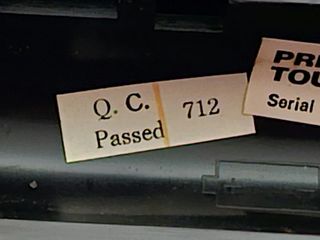 Q. C. 712
Passed
PRE
TOU
Serial